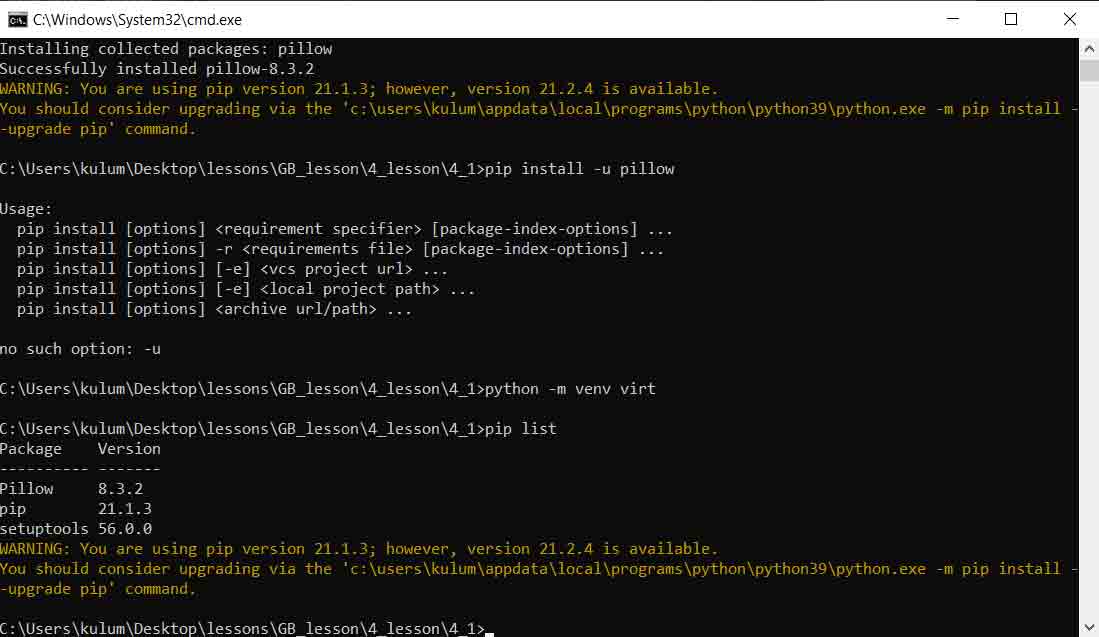 C:\Windows\System32\cmd.exe
Installing collected packages: pillow
Successfully installed pillow-8.3.2
WARNING: You are using pip version 21.1.3; however, version 21.2.4 is available.
You should consider upgrading via the 'c:\users\kulum\appdata\local\programs\python\python39\python.exe -m pip install -
-upgrade pip' command.
C:\Users\kulum\Desktop\lessons\GB_lesson\4_lesson\4_1>pip install -u pillow
Usage:
  pip install [options] <requirement specifier> [package-index-options] ...
  pip install [options] -r <requirements file> [package-index-options] ...
  pip install [options] [-e] <vcs project url> ...
  pip install [options] [-e] <local project path> ...
  pip install [options] <archive url/path> ...
no such option: -u
C:\Users\kulum\Desktop\lessons\GB_lesson\4_lesson\4_1>python -m venv virt
C:\Users\kulum\Desktop\lessons\GB_lesson\4_lesson\4_1>pip list
Package    Version
---------- -------
Pillow     8.3.2
pip        21.1.3
setuptools 56.0.0
WARNING: You are using pip version 21.1.3; however, version 21.2.4 is available.
You should consider upgrading via the 'c:\users\kulum\appdata\local\programs\python\python39\python.exe -m pip install -
-upgrade pip' command.
C:\Users\kulum\Desktop\lessons\GB_lesson\4_lesson\4_1>